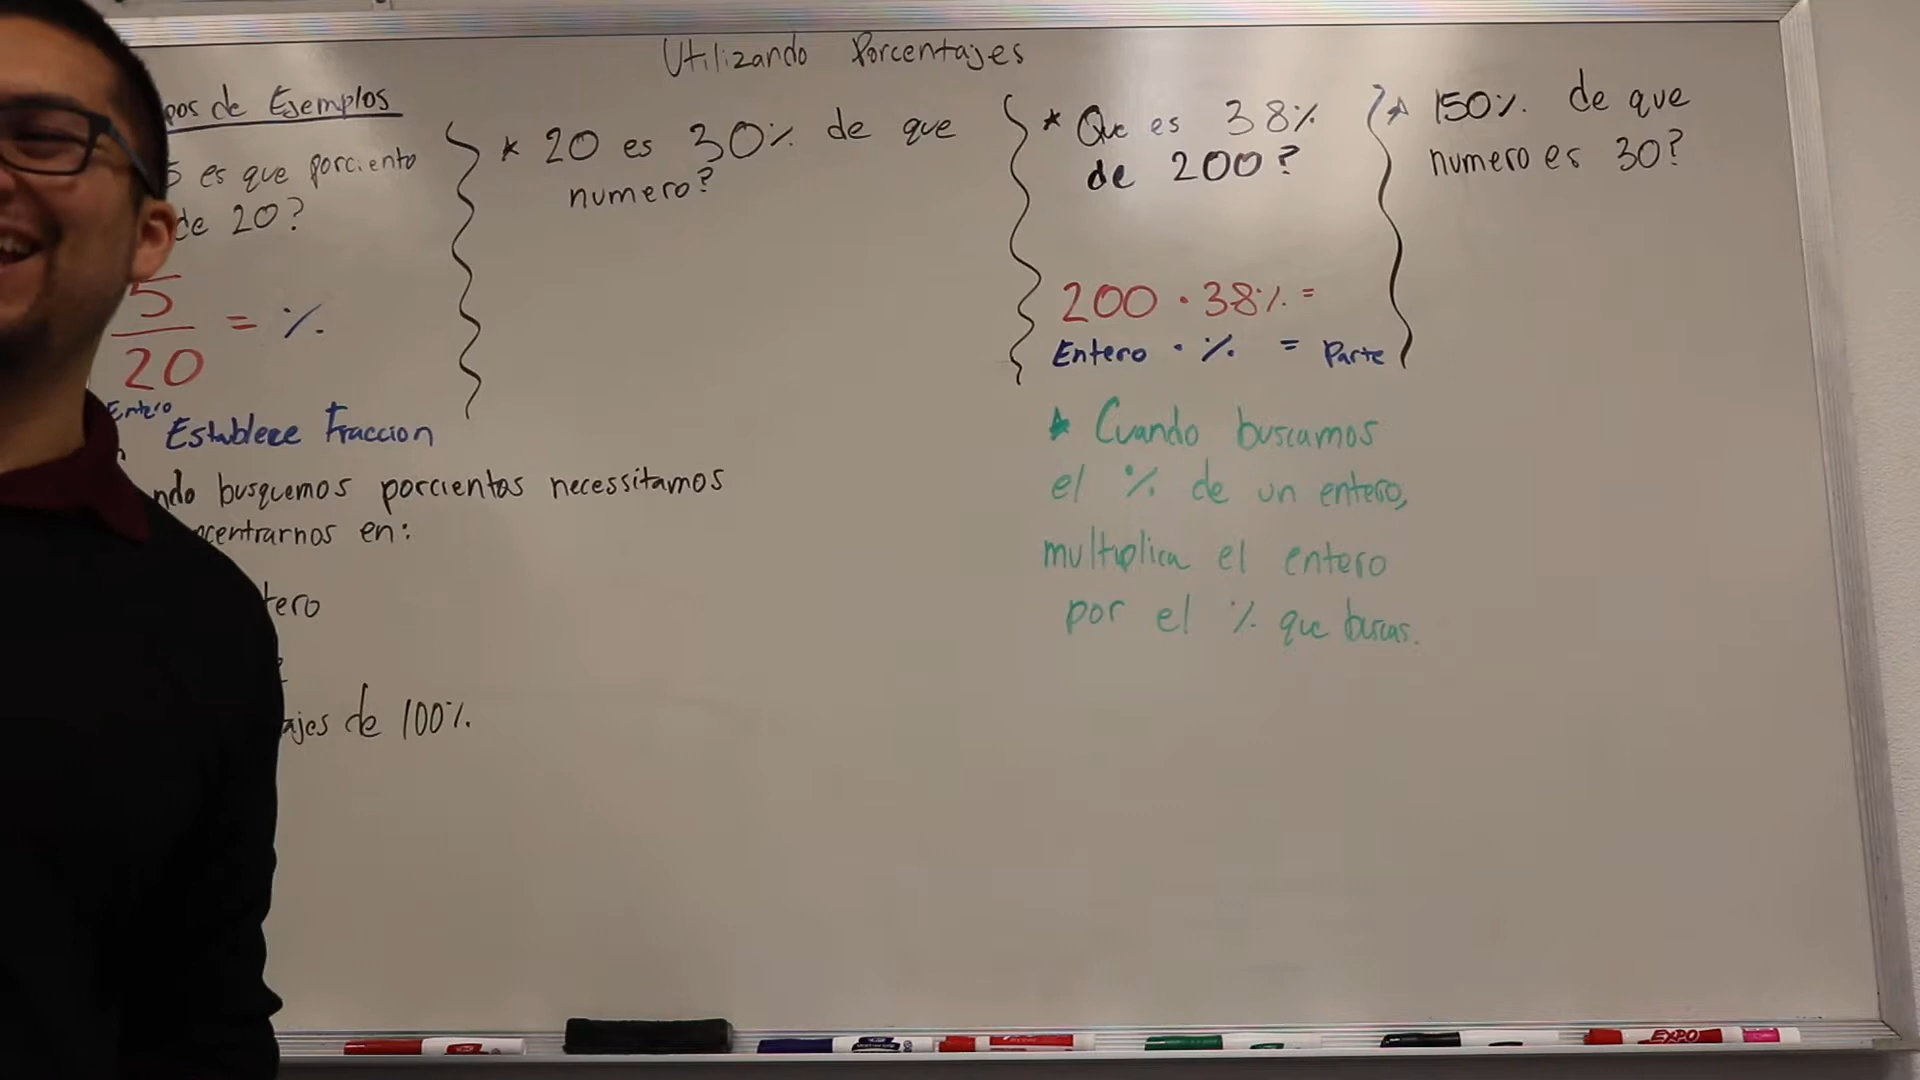 Utilizando Porcentajes
pos de Ejemplos
5 es que porciento
de 20?
5
20
= %
Entero
Establece Fraccion
ndo busquemos porcientos necessitamos
centrarnos en:
tero
ajes de 100%
* 20 es 30% de que
numero?
* Que es 38%
de 200?
200 · 38% =
Entero · % = Parte
* Cuando buscamos
el % de un entero,
multiplica el entero
por el % que buscas.
* 150% de que
numero es 30?
EXPO